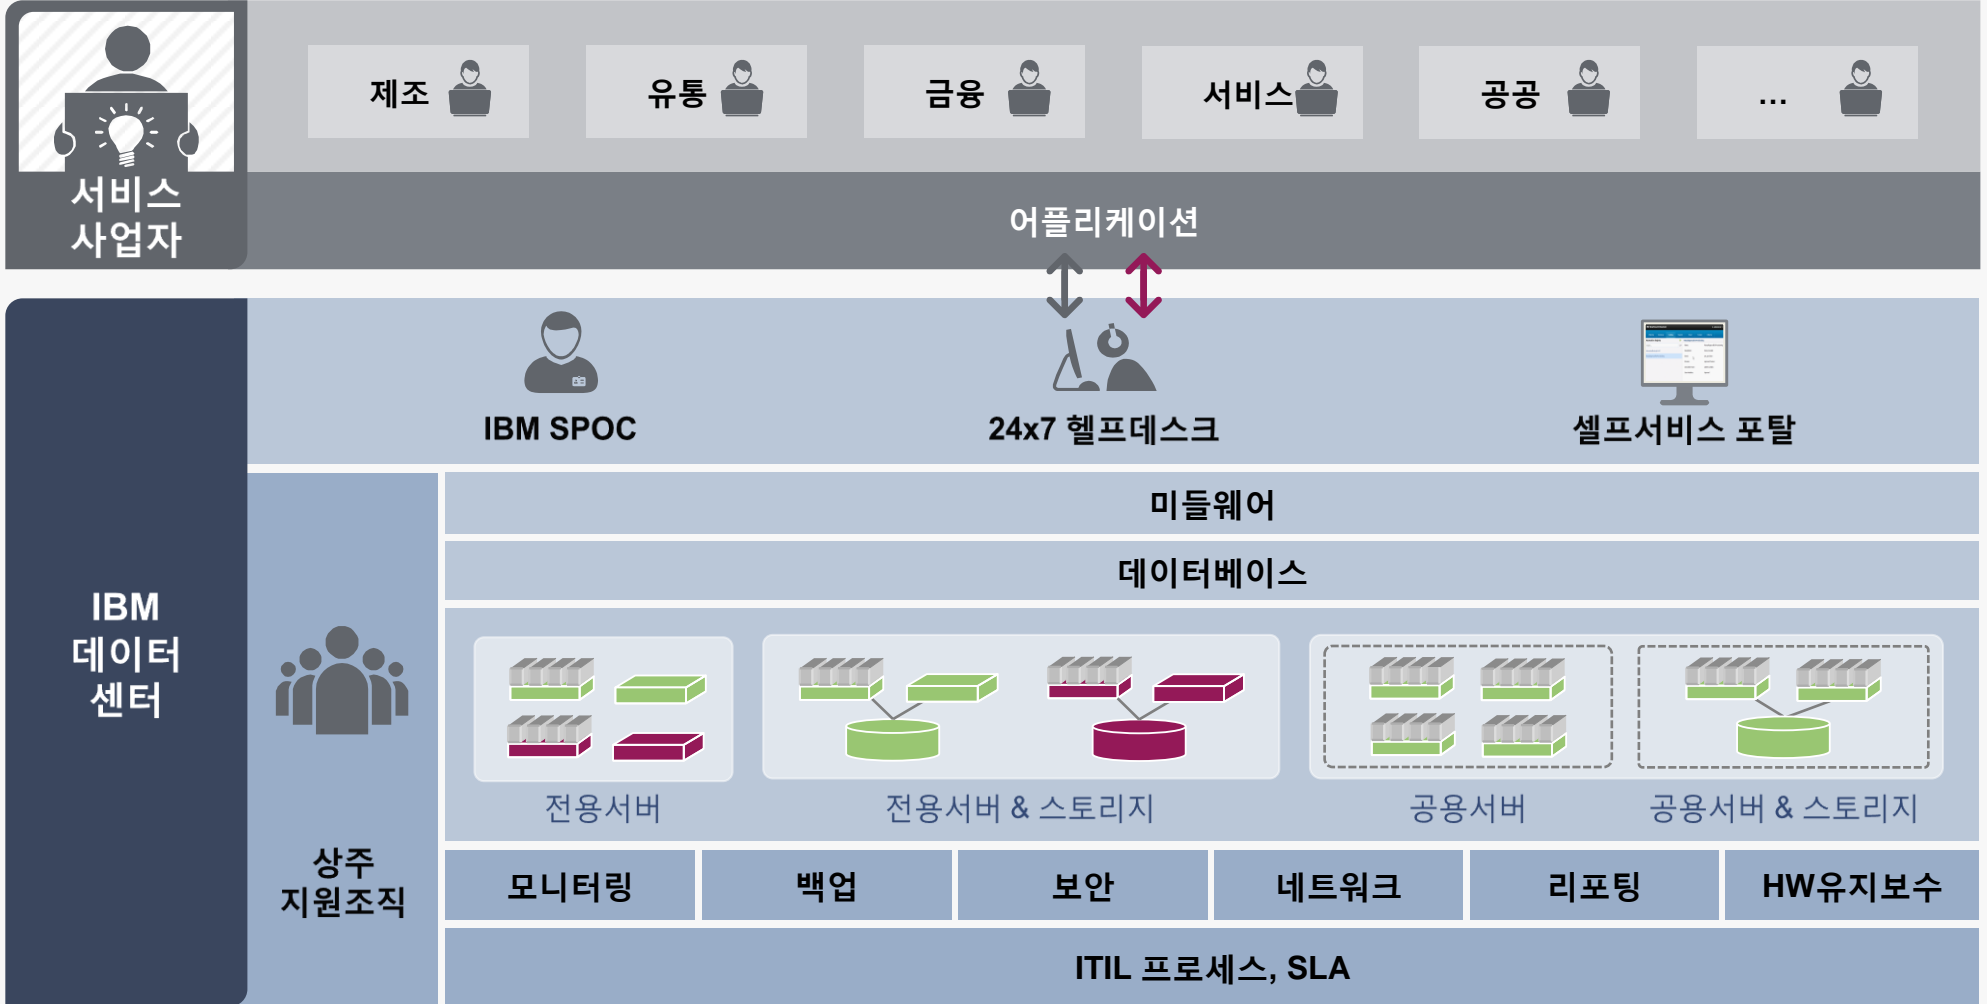 제조
유통
금융
서비스
공공
...
서비스
사업자
어플리케이션
IBM SPOC
24x7 헬프데스크
셀프서비스 포탈
IBM
데이터
센터
미들웨어
데이터베이스
전용서버
전용서버 & 스토리지
공용서버
공용서버 & 스토리지
상주
지원조직
모니터링
백업
보안
네트워크
리포팅
HW유지보수
ITIL 프로세스, SLA